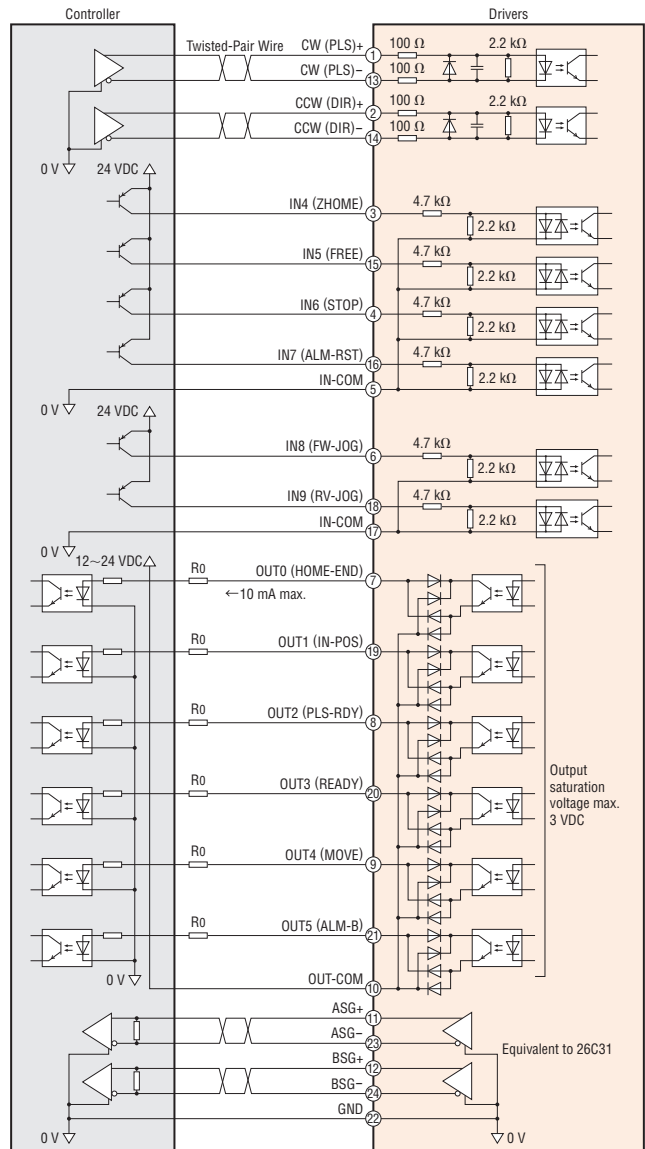 Controller
Drivers
Twisted-Pair Wire
CW (PLS)+
1
100 Ω
2.2 kΩ
CW (PLS)−
13
100 Ω
CCW (DIR)+
2
100 Ω
2.2 kΩ
CCW (DIR)−
14
100 Ω
0 V
24 VDC
IN4 (ZHOME)
3
4.7 kΩ
2.2 kΩ
IN5 (FREE)
15
4.7 kΩ
2.2 kΩ
IN6 (STOP)
4
4.7 kΩ
2.2 kΩ
IN7 (ALM-RST)
16
4.7 kΩ
2.2 kΩ
IN-COM
5
0 V
24 VDC
IN8 (FW-JOG)
6
4.7 kΩ
2.2 kΩ
IN9 (RV-JOG)
18
4.7 kΩ
2.2 kΩ
IN-COM
17
0 V
12~24 VDC
R0
OUT0 (HOME-END)
7
←10 mA max.
R0
OUT1 (IN-POS)
19
R0
OUT2 (PLS-RDY)
8
R0
OUT3 (READY)
20
Output
saturation
voltage max.
3 VDC
R0
OUT4 (MOVE)
9
R0
OUT5 (ALM-B)
21
0 V
OUT-COM
10
ASG+
11
ASG−
23
Equivalent to 26C31
BSG+
12
BSG−
24
GND
22
0 V
0 V